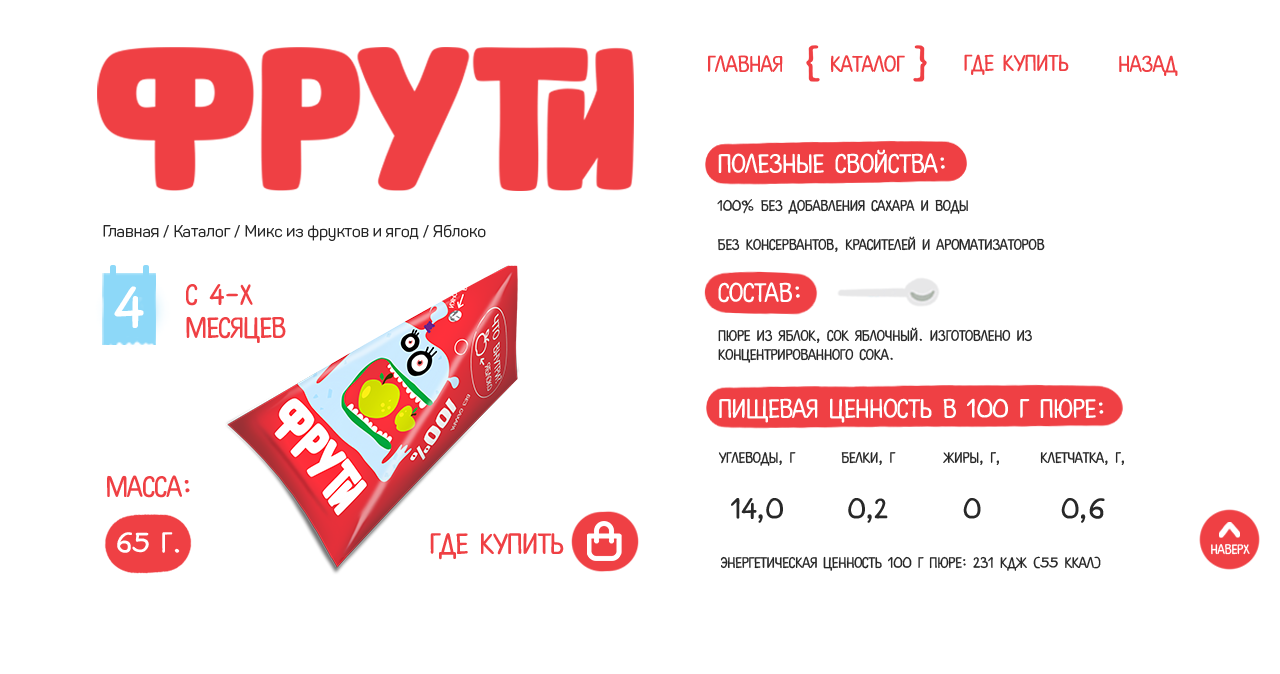 ФРУТИ
ГЛАВНАЯ { КАТАЛОГ } ГДЕ КУПИТЬ НАЗАД
Главная / Каталог / Микс из фруктов и ягод / Яблоко
4
С 4-Х
МЕСЯЦЕВ
ФРУТИ
100%
МАССА:
65 Г.
ГДЕ КУПИТЬ
ПОЛЕЗНЫЕ СВОЙСТВА:
100% БЕЗ ДОБАВЛЕНИЯ САХАРА И ВОДЫ
БЕЗ КОНСЕРВАНТОВ, КРАСИТЕЛЕЙ И АРОМАТИЗАТОРОВ
СОСТАВ:
ПЮРЕ ИЗ ЯБЛОК, СОК ЯБЛОЧНЫЙ. ИЗГОТОВЛЕНО ИЗ
КОНЦЕНТРИРОВАННОГО СОКА.
ПИЩЕВАЯ ЦЕННОСТЬ В 100 Г ПЮРЕ:
УГЛЕВОДЫ, Г БЕЛКИ, Г ЖИРЫ, Г, КЛЕТЧАТКА, Г,
14,0 0,2 0 0,6
ЭНЕРГЕТИЧЕСКАЯ ЦЕННОСТЬ 100 Г ПЮРЕ: 231 КДЖ (55 ККАЛ)
НАВЕРХ